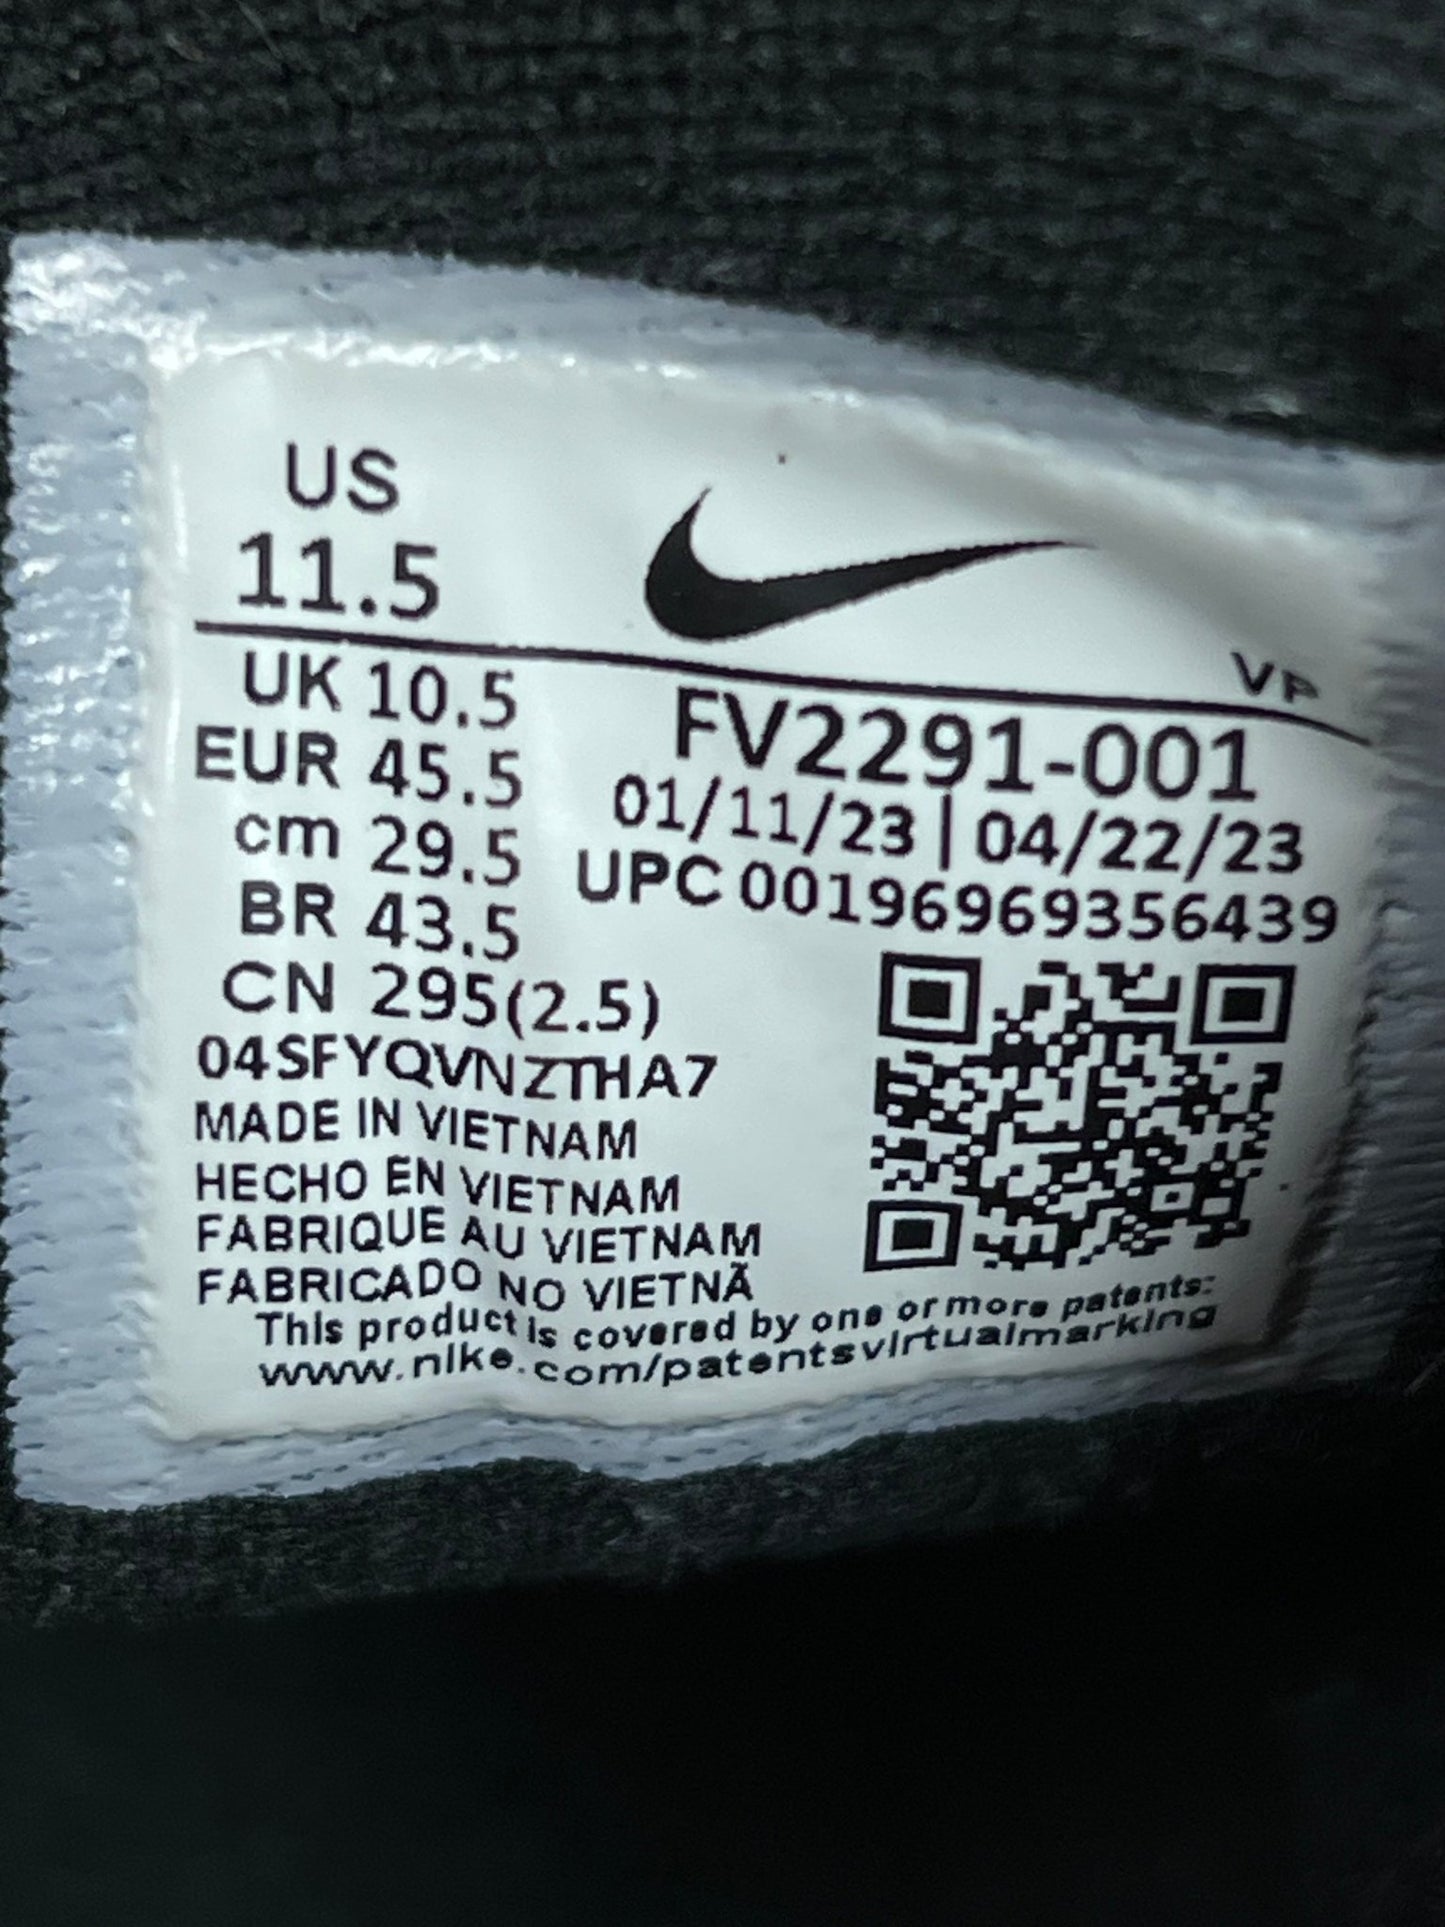 US
11.5
VP
UK 10.5
EUR 45.5
cm 29.5
BR 43.5
CN 295(2.5)
FV2291-001
01/11/23 | 04/22/23
UPC 00196969356439
04SFYQVNZTHA7
MADE IN VIETNAM
HECHO EN VIETNAM
FABRIQUE AU VIETNAM
FABRICADO NO VIETNÃ
This product is covered by one or more patents:
www.nike.com/patentsvirtualmarking